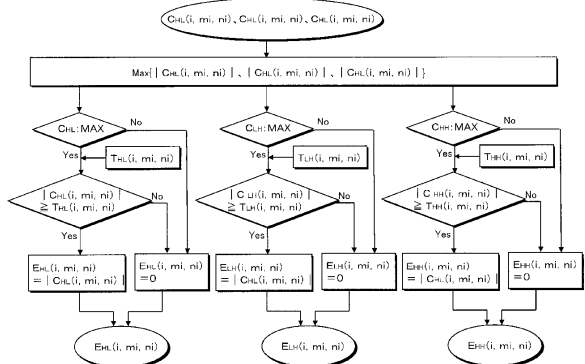 CHL(i, mi, ni)、CHL(i, mi, ni)、CHL(i, mi, ni)
Max{|CHL(i, mi, ni)|、|CHL(i, mi, ni)|、|CHL(i, mi, ni)|}
CHL:MAX
No
CLH:MAX
No
CHH:MAX
No
Yes
THL(i, mi, ni)
Yes
TLH(i, mi, ni)
Yes
THH(i, mi, ni)
|CHL(i, mi, ni)|
≧THL(i, mi, ni)
No
|CLH(i, mi, ni)|
≧TLH(i, mi, ni)
No
|CHH(i, mi, ni)|
≧THH(i, mi, ni)
No
Yes
Yes
Yes
EHL(i, mi, ni)
=|CHL(i, mi, ni)|
EHL(i, mi, ni)
=0
ELH(i, mi, ni)
=|CHL(i, mi, ni)|
ELH(i, mi, ni)
=0
EHH(i, mi, ni)
=|CHL(i, mi, ni)|
EHH(i, mi, ni)
=0
EHL(i, mi, ni)
ELH(i, mi, ni)
EHH(i, mi, ni)